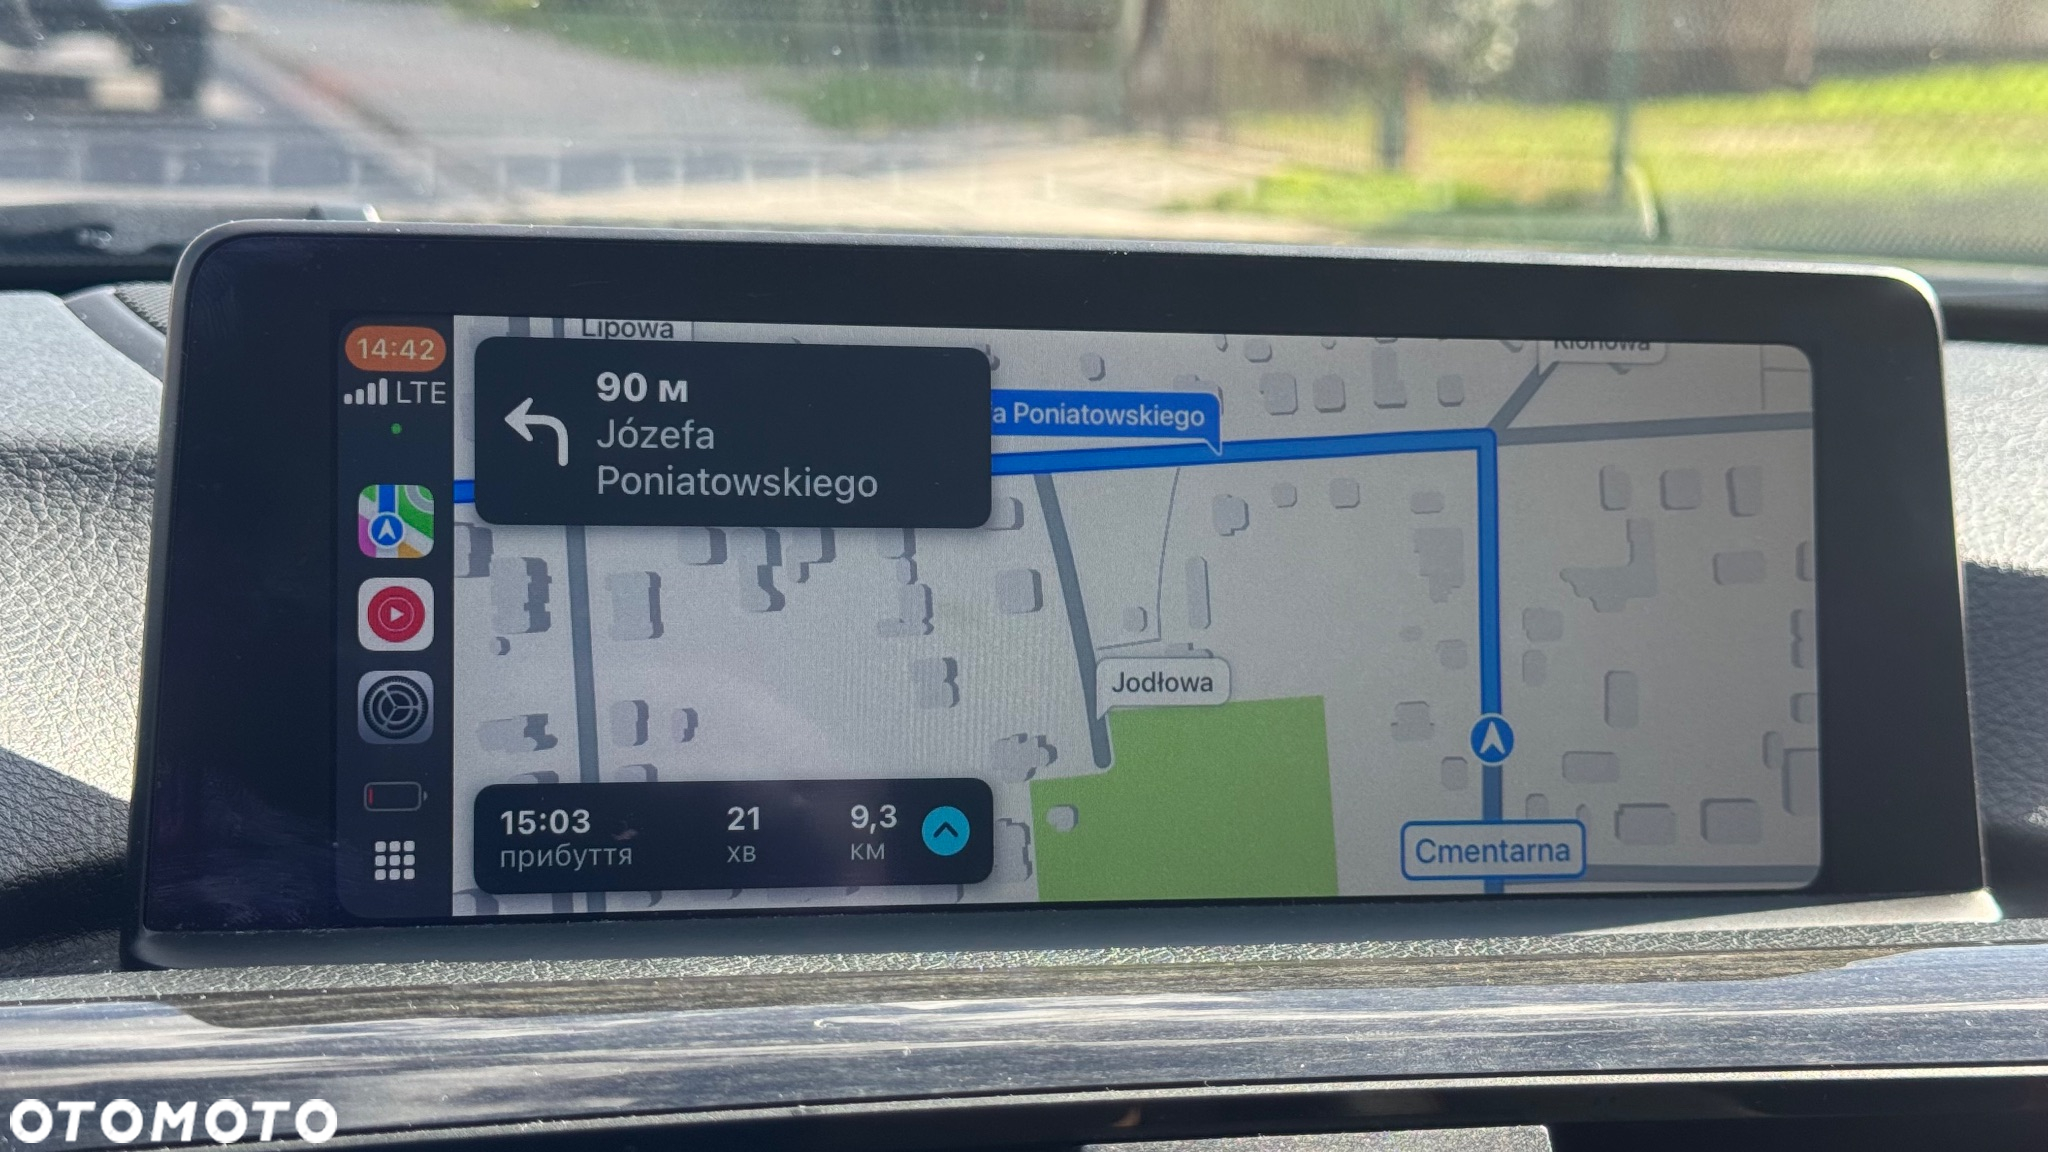 14:42
LTE
Lipowa
90 м
Józefa
Poniatowskiego
a Poniatowskiego
Klonowa
Jodłowa
Cmentarna
15:03
прибуття
21
хв
9,3
км
OTOMOTO